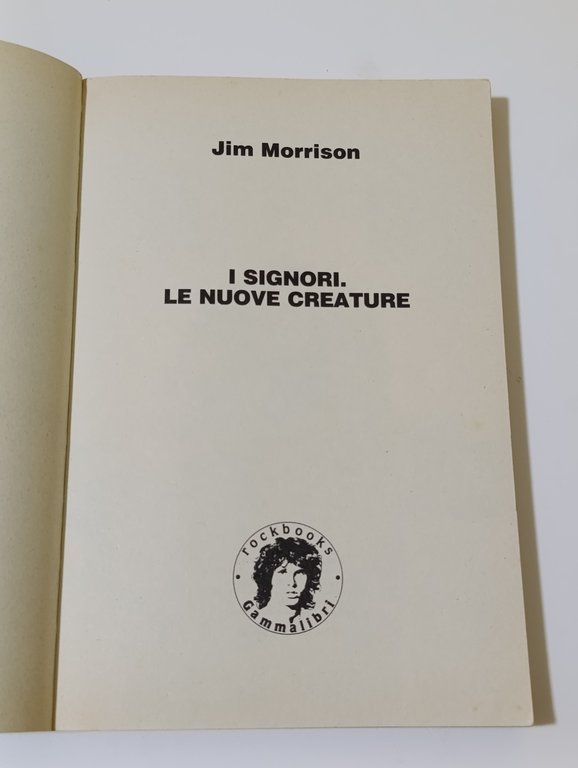 Jim Morrison
I SIGNORI.
LE NUOVE CREATURE
rockbooks
Gammalibri